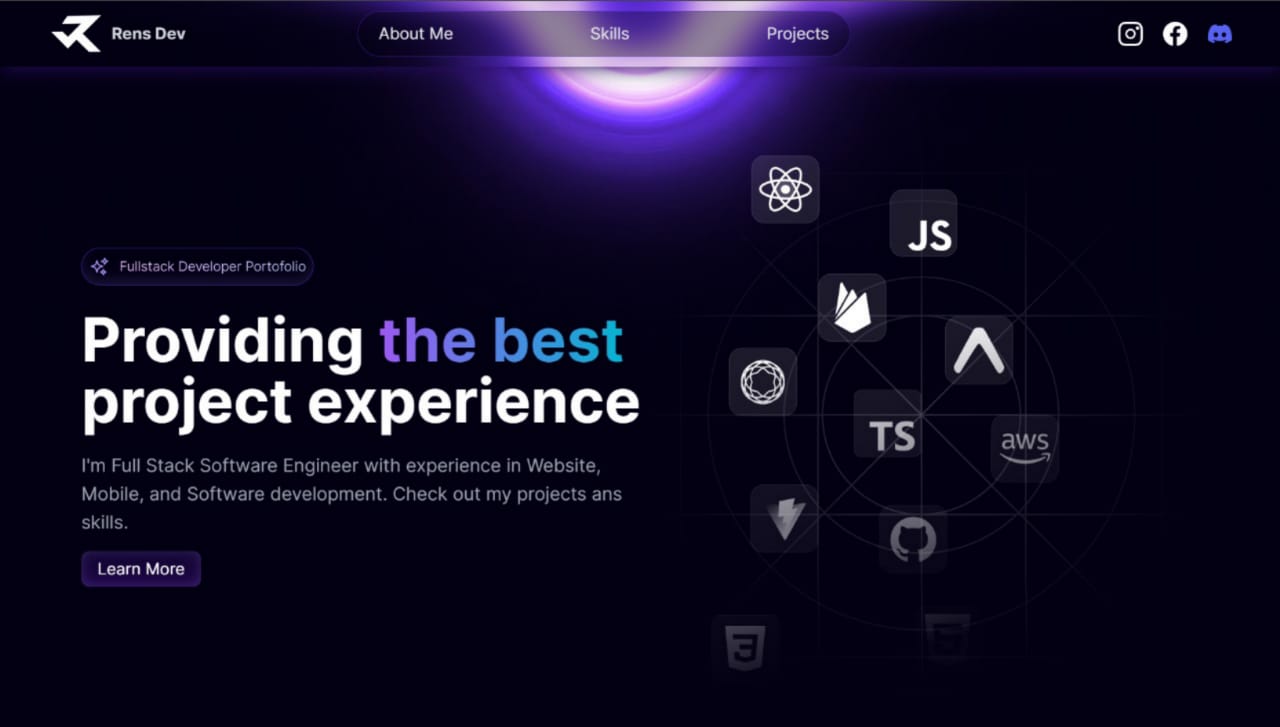 Rens Dev
About Me
Skills
Projects
Fullstack Developer Portofolio
Providing the best
project experience
I'm Full Stack Software Engineer with experience in Website,
Mobile, and Software development. Check out my projects ans
skills.
Learn More
JS
TS
aws
3
5